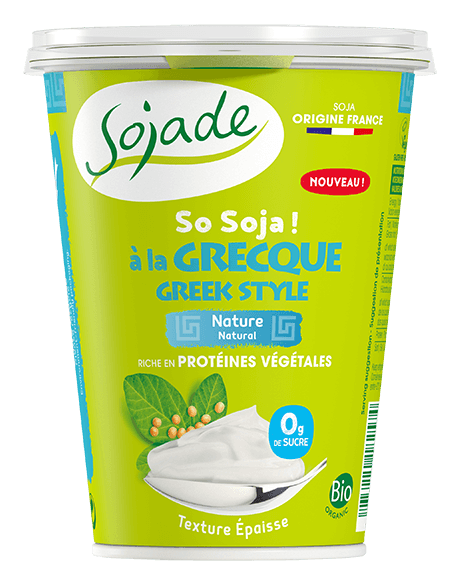 Sojade
SOJA
ORIGINE FRANCE
NOUVEAU !
So Soja !
à la GRECQUE
GREEK STYLE
Nature
Natural
RICHE EN PROTÉINES VÉGÉTALES
0g
DE SUCRE
Texture Épaisse
Bio
ORGANIC
Serving suggestion - Suggestion de présentation